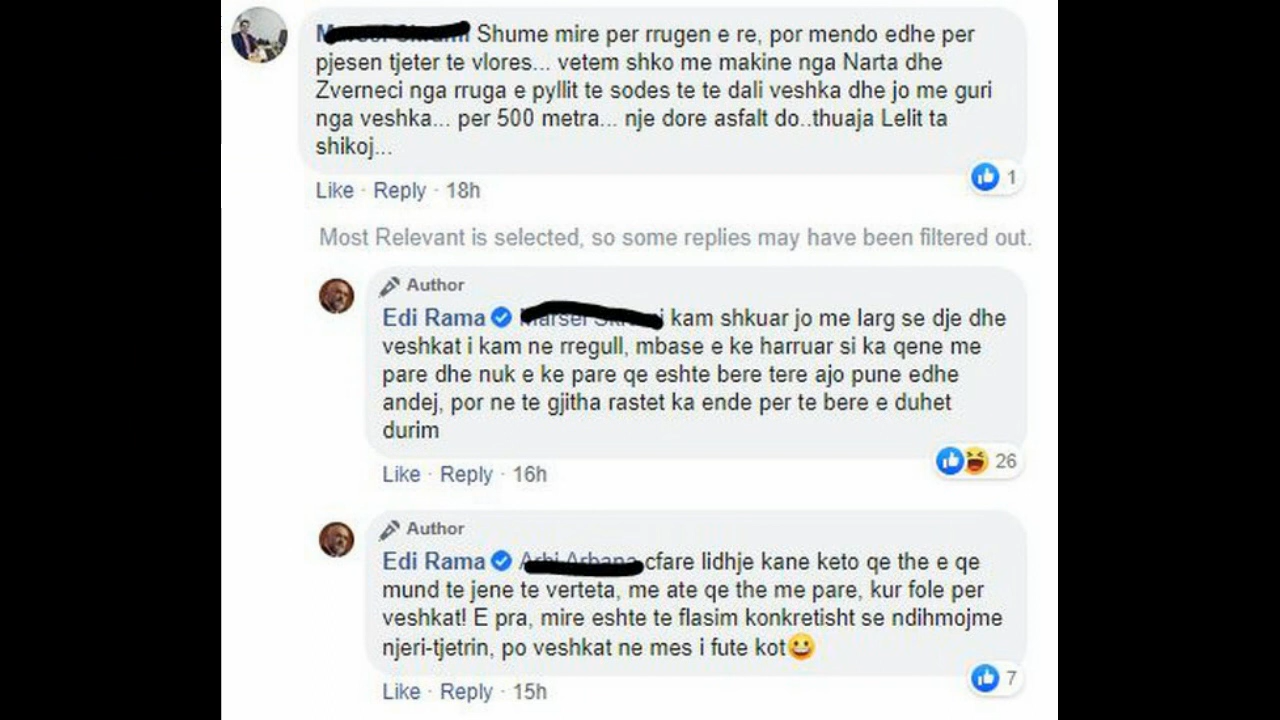 Shume mire per rrugen e re, por mendo edhe per
pjesen tjeter te vlores... vetem shko me makine nga Narta dhe
Zverneci nga rruga e pyllit te sodes te te dali veshka dhe jo me guri
nga veshka... per 500 metra... nje dore asfalt do..thuaja Lelit ta
shikoj...
1
Like · Reply · 18h
Most Relevant is selected, so some replies may have been filtered out.
Author
Edi Rama kam shkuar jo me larg se dje dhe
veshkat i kam ne rregull, mbase e ke harruar si ka qene me
pare dhe nuk e ke pare qe eshte bere tere ajo pune edhe
andej, por ne te gjitha rastet ka ende per te bere e duhet
durim
26
Like · Reply · 16h
Author
Edi Rama cfare lidhje kane keto qe the e qe
mund te jene te verteta, me ate qe the me pare, kur fole per
veshkat! E pra, mire eshte te flasim konkretisht se ndihmojme
njeri-tjetrin, po veshkat ne mes i fute kot😀
7
Like · Reply · 15h